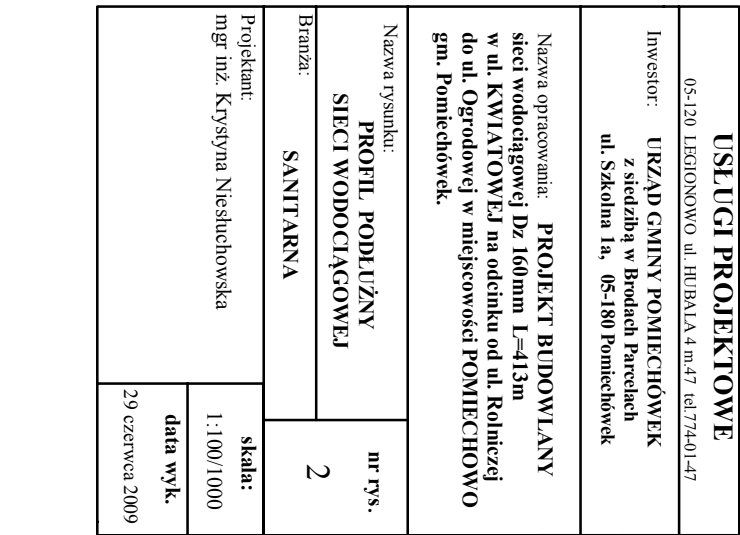 USŁUGI PROJEKTOWE
05-120 LEGIONOWO ul. HUBALA 4 m.47 tel.774-01-47
Inwestor: URZĄD GMINY POMIECHÓWEK
z siedzibą w Brodach Parcelach
ul. Szkolna 1a, 05-180 Pomiechówek
Nazwa opracowania: PROJEKT BUDOWLANY
sieci wodociągowej Dz 160mm L=413m
w ul. KWIATOWEJ na odcinku od ul. Rolniczej
do ul. Ogrodowej w miejscowości POMIECHOWO
gm. Pomiechówek.
Nazwa rysunku:
PROFIL PODŁUŻNY
SIECI WODOCIĄGOWEJ
nr rys.
2
Branża:
SANITARNA
Projektant:
mgr inż. Krystyna Niesłuchowska
skala:
1:100/1000
data wyk.
29 czerwca 2009